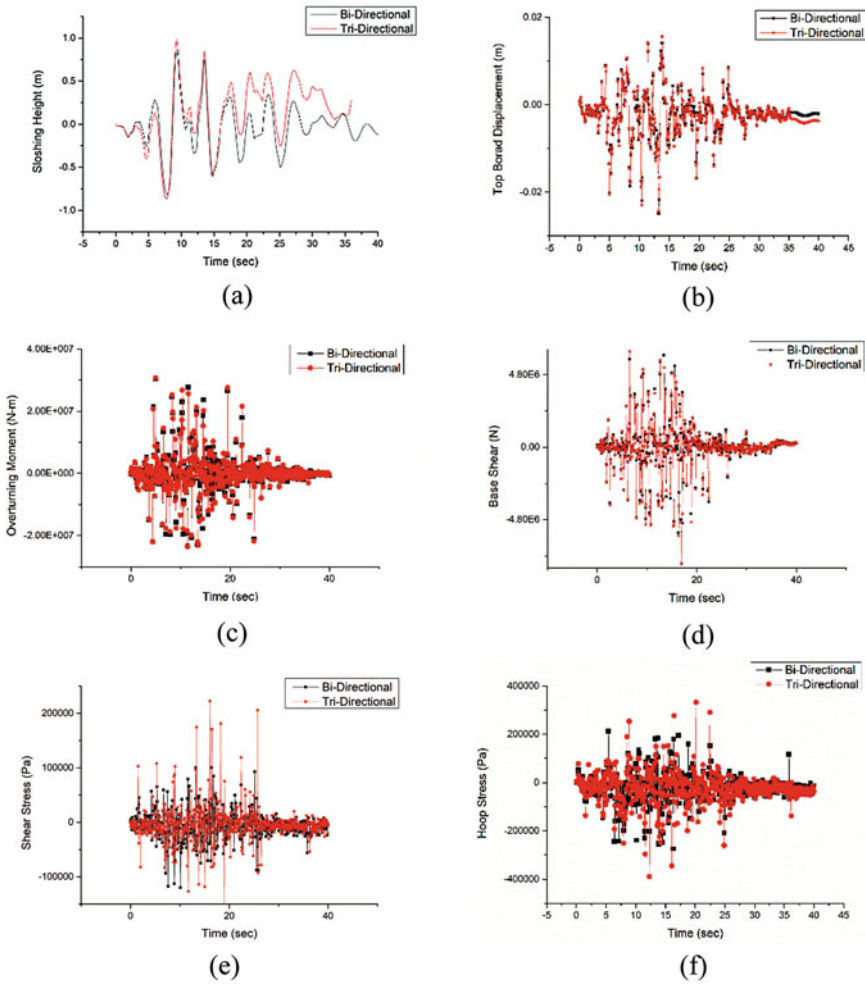 Bi-Directional
Tri-Directional
1.0
0.5
0.0
-0.5
-1.0
Sloshing Height (m)
-5 0 5 10 15 20 25 30 35 40
Time (sec)
(a)
Bi-Directional
Tri-Directional
0.02
0.00
-0.02
Top Borad Displacement (m)
-5 0 5 10 15 20 25 30 35 40 45
Time (sec)
(b)
Bi-Directional
Tri-Directional
4.00E+007
2.00E+007
0.00E+000
-2.00E+007
Overturning Moment (N-m)
0 20 40
Time (sec)
(c)
Bi-Directional
Tri-Directional
4.80E6
0.00
-4.80E6
Base Shear (N)
0 20 40
Time (sec)
(d)
Bi-Directional
Tri-Directional
200000
100000
0
-100000
Shear Stress (Pa)
0 20 40
Time (sec)
(e)
Bi-Directional
Tri-Directional
400000
200000
0
-200000
-400000
Hoop Stress (Pa)
-5 0 5 10 15 20 25 30 35 40 45
Time (sec)
(f)